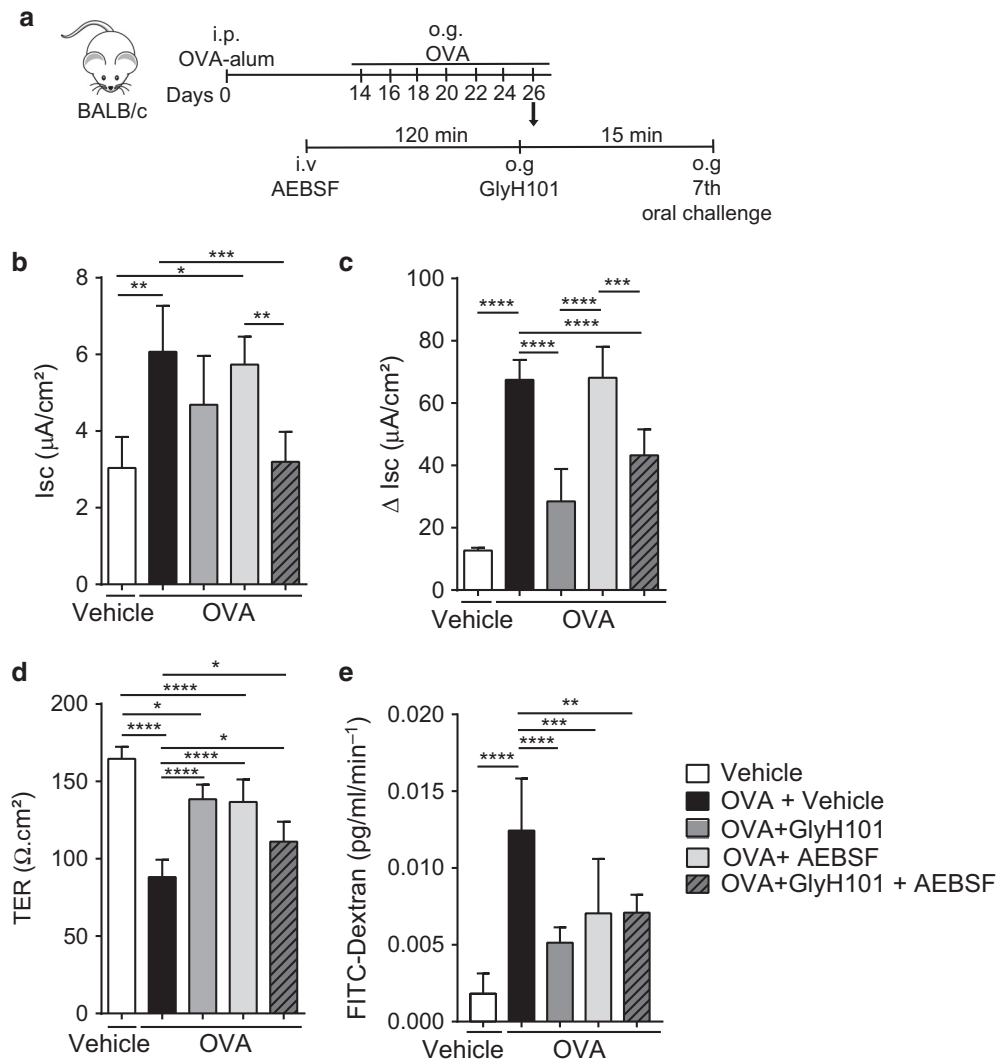 a
i.p.
OVA-alum
o.g.
OVA
BALB/c
Days 0
14 16 18 20 22 24 26
120 min
15 min
i.v
AEBSF
o.g
GlyH101
o.g
7th
oral challenge
b
Isc (μA/cm²)
8
6
4
2
0
***
*
**
**
Vehicle
OVA
c
Δ Isc (μA/cm²)
100
80
60
40
20
0
***
****
****
****
****
Vehicle
OVA
d
TER (Ω.cm²)
200
150
100
50
0
*
****
*
****
*
****
****
Vehicle
OVA
e
FITC-Dextran (pg/ml/min⁻¹)
0.020
0.015
0.010
0.005
0.000
**
***
****
****
Vehicle
OVA
Vehicle
OVA + Vehicle
OVA+GlyH101
OVA+ AEBSF
OVA+GlyH101 + AEBSF